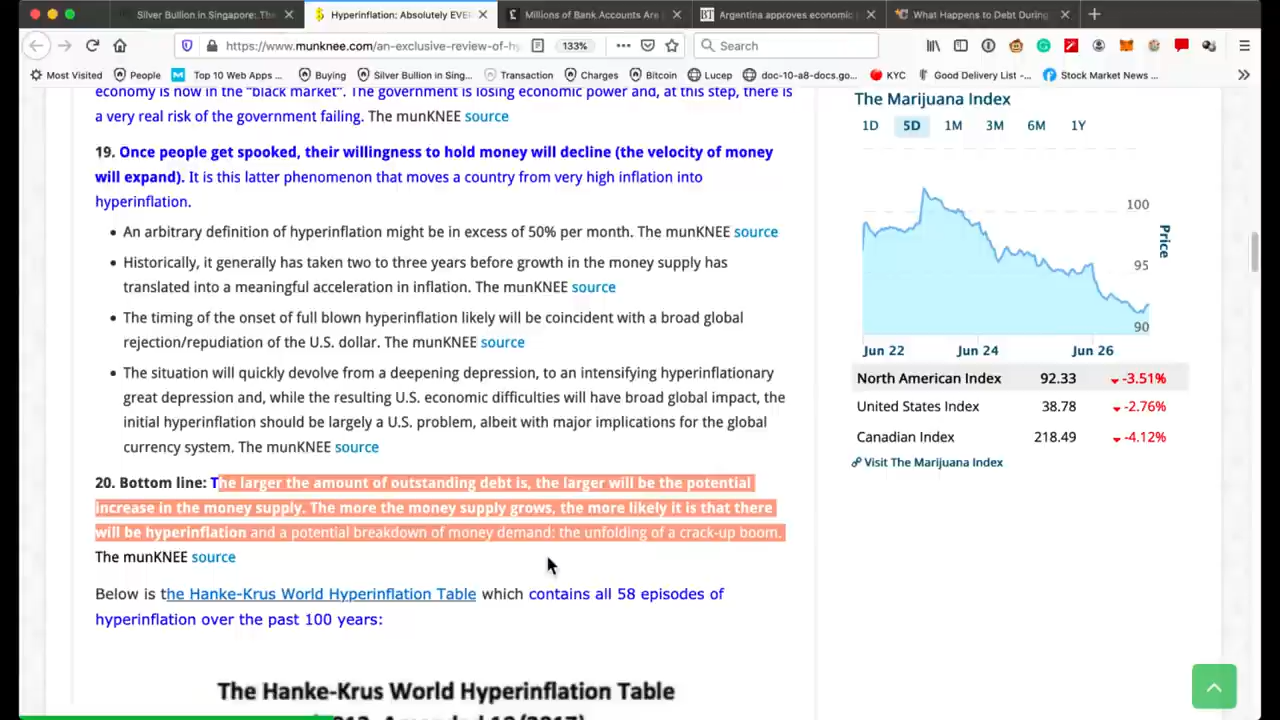 Silver Bullion in Singapore: The
Hyperinflation: Absolutely EVE
Millions of Bank Accounts Are
Argentina approves economic
What Happens to Debt During
https://www.munknee.com/an-exclusive-review-of-hy
133%
Search
Most Visited
People
Top 10 Web Apps ...
Buying
Silver Bullion in Sing...
Transaction
Charges
Bitcoin
Lucep
doc-10-a8-docs.go...
KYC
Good Delivery List -...
Stock Market News ...
economy is now in the "black market". The government is losing economic power and, at this step, there is
a very real risk of the government failing. The munKNEE source
19. Once people get spooked, their willingness to hold money will decline (the velocity of money
will expand). It is this latter phenomenon that moves a country from very high inflation into
hyperinflation.
• An arbitrary definition of hyperinflation might be in excess of 50% per month. The munKNEE source
• Historically, it generally has taken two to three years before growth in the money supply has
translated into a meaningful acceleration in inflation. The munKNEE source
• The timing of the onset of full blown hyperinflation likely will be coincident with a broad global
rejection/repudiation of the U.S. dollar. The munKNEE source
• The situation will quickly devolve from a deepening depression, to an intensifying hyperinflationary
great depression and, while the resulting U.S. economic difficulties will have broad global impact, the
initial hyperinflation should be largely a U.S. problem, albeit with major implications for the global
currency system. The munKNEE source
20. Bottom line: The larger the amount of outstanding debt is, the larger will be the potential
increase in the money supply. The more the money supply grows, the more likely it is that there
will be hyperinflation and a potential breakdown of money demand: the unfolding of a crack-up boom.
The munKNEE source
Below is the Hanke-Krus World Hyperinflation Table which contains all 58 episodes of
hyperinflation over the past 100 years:
The Hanke-Krus World Hyperinflation Table
The Marijuana Index
1D 5D 1M 3M 6M 1Y
100
95
90
Price
Jun 22 Jun 24 Jun 26
North American Index 92.33 -3.51%
United States Index 38.78 -2.76%
Canadian Index 218.49 -4.12%
Visit The Marijuana Index